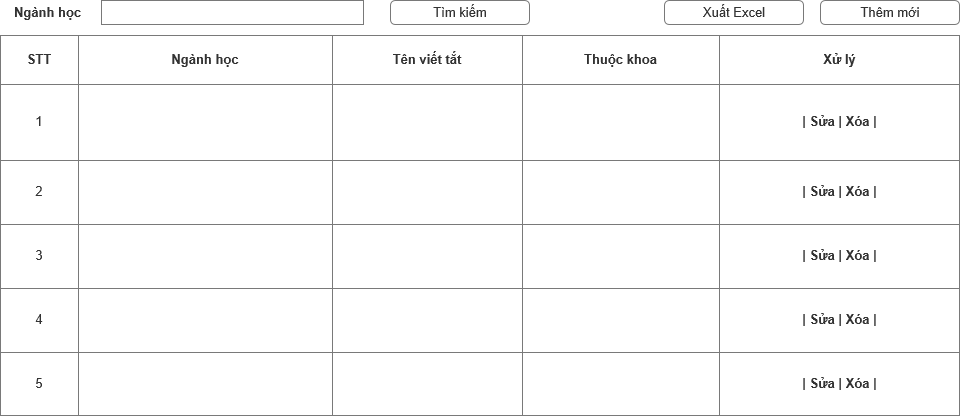 Ngành học Tìm kiếm Xuất Excel Thêm mới
STT Ngành học Tên viết tắt Thuộc khoa Xử lý
1 | Sửa | Xóa |
2 | Sửa | Xóa |
3 | Sửa | Xóa |
4 | Sửa | Xóa |
5 | Sửa | Xóa |